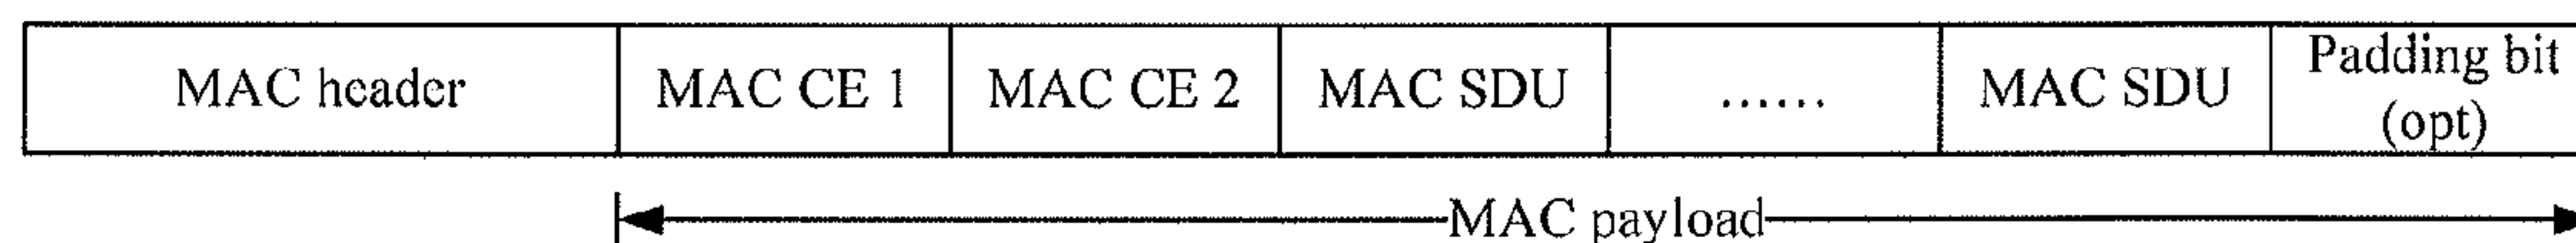 MAC header
MAC CE 1
MAC CE 2
MAC SDU
......
MAC SDU
Padding bit
(opt)
MAC payload